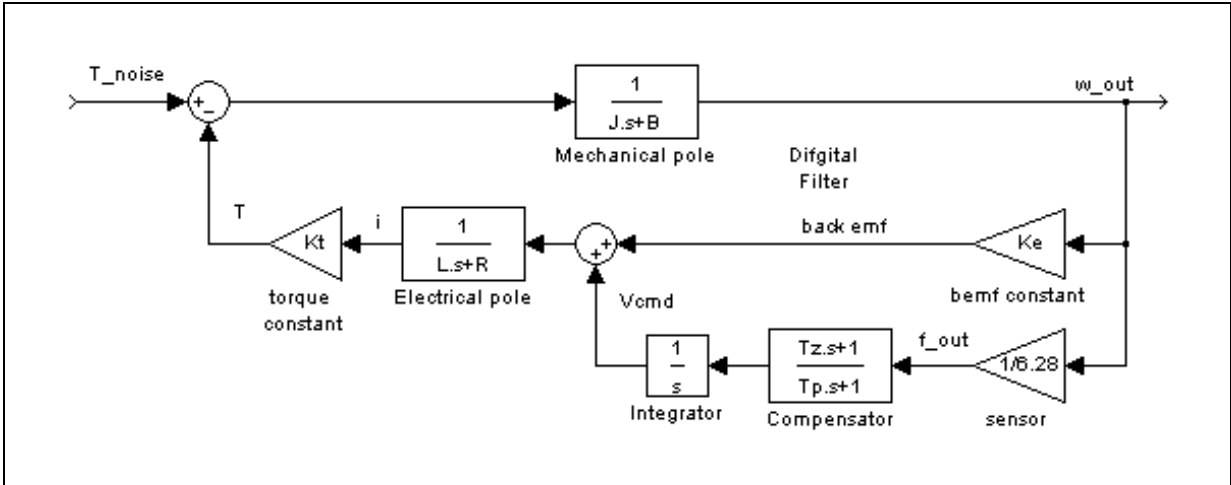 T_noise
+
-
1
J.s+B
Mechanical pole
w_out
Difgital
Filter
T
Kt
torque
constant
i
1
L.s+R
Electrical pole
+
+
back emf
Ke
bemf constant
Vcmd
1
s
Integrator
Tz.s+1
Tp.s+1
Compensator
f_out
1/6.28
sensor